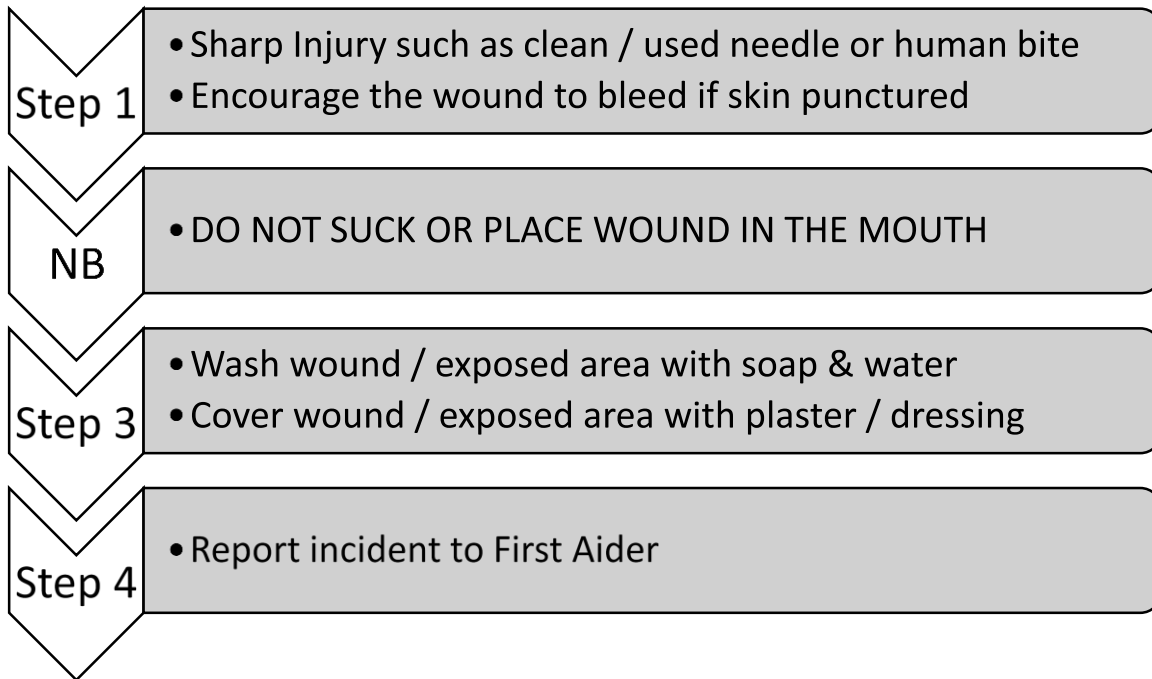 Step 1
• Sharp Injury such as clean / used needle or human bite
• Encourage the wound to bleed if skin punctured
NB
• DO NOT SUCK OR PLACE WOUND IN THE MOUTH
Step 3
• Wash wound / exposed area with soap & water
• Cover wound / exposed area with plaster / dressing
Step 4
• Report incident to First Aider